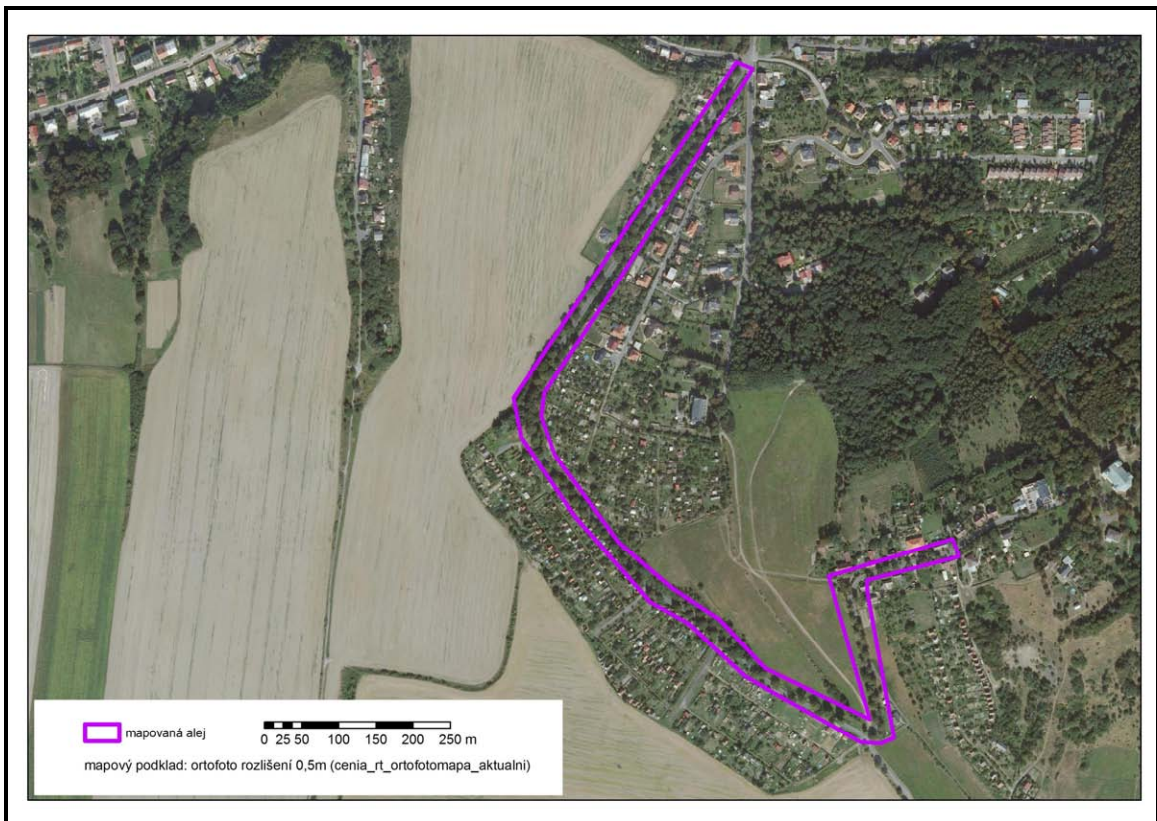 mapovaná alej
0 25 50 100 150 200 250 m
mapový podklad: ortofoto rozlišení 0,5m (cenia_rt_ortofotomapa_aktualni)